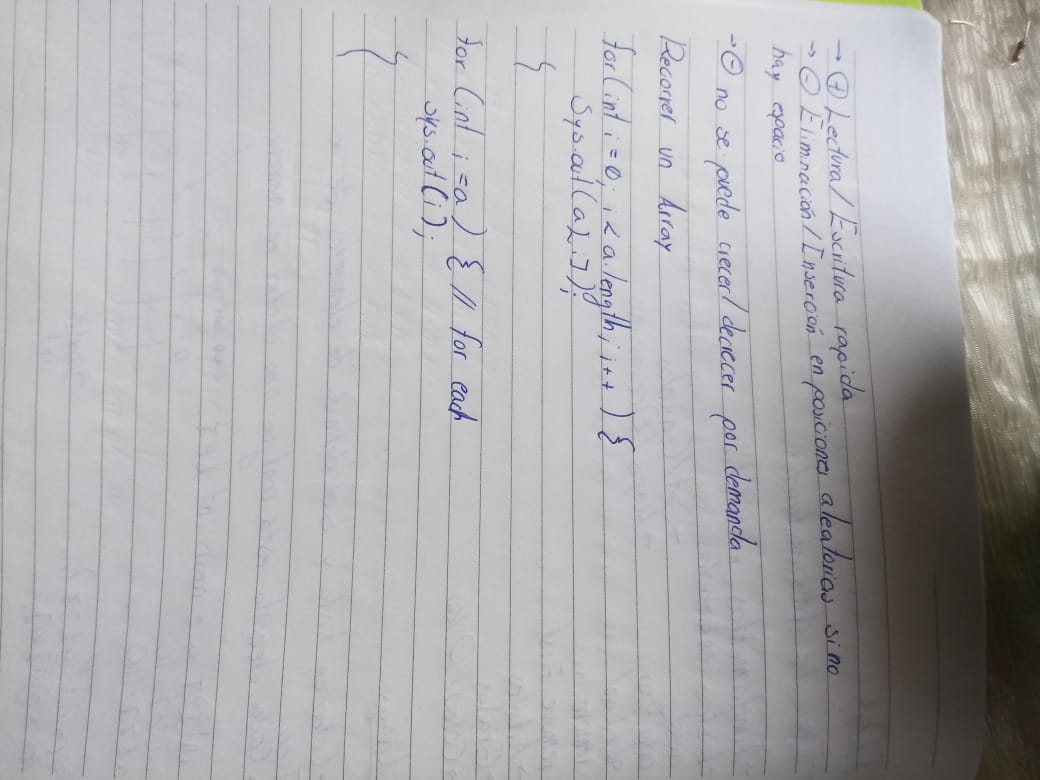 → ⊕ Lectura/Escritura rapida
→ ⊖ Eliminación/Inserción en posiciones aleatorias si no
hay espacio
→ ⊖ no se puede crecer/decrecer por demanda
Recorrer un Array
for(int i=0; i<a.length; i++) {
Sys.out(a[i]);
}
for (int i=a) { // for each
sys.out(i);
}
}